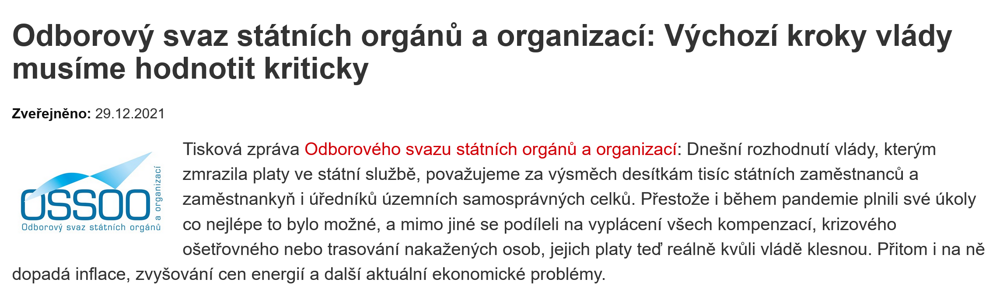 Odborový svaz státních orgánů a organizací: Výchozí kroky vlády
musíme hodnotit kriticky
Zveřejněno: 29.12.2021
OSSOO
Odborový svaz státních orgánů
a organizací
Tisková zpráva Odborového svazu státních orgánů a organizací: Dnešní rozhodnutí vlády, kterým
zmrazila platy ve státní službě, považujeme za výsměch desítkám tisíc státních zaměstnanců a
zaměstnankyň i úředníků územních samosprávných celků. Přestože i během pandemie plnili své úkoly
co nejlépe to bylo možné, a mimo jiné se podíleli na vyplácení všech kompenzací, krizového
ošetřovného nebo trasování nakažených osob, jejich platy teď reálně kvůli vládě klesnou. Přitom i na ně
dopadá inflace, zvyšování cen energií a další aktuální ekonomické problémy.